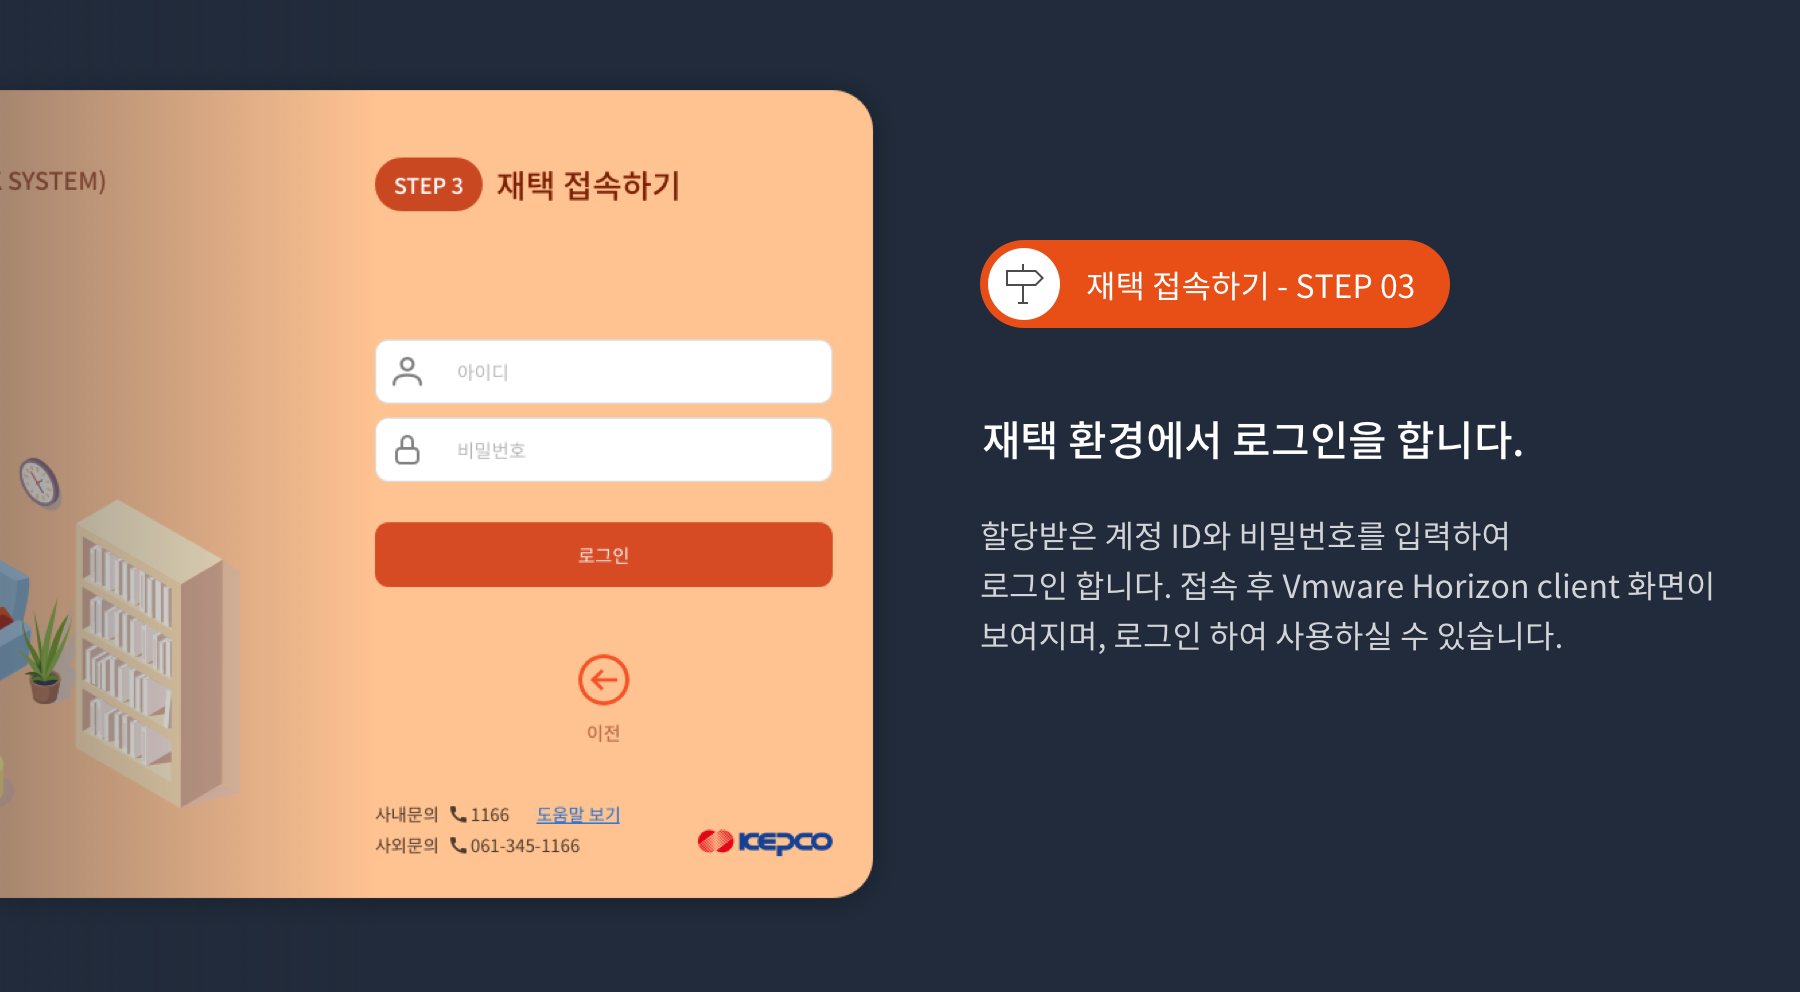 SYSTEM)
STEP 3 재택 접속하기
아이디
비밀번호
로그인
이전
사내문의 1166 도움말 보기
사외문의 061-345-1166
KEPCO
재택 접속하기 - STEP 03
재택 환경에서 로그인을 합니다.
할당받은 계정 ID와 비밀번호를 입력하여
로그인 합니다. 접속 후 Vmware Horizon client 화면이
보여지며, 로그인 하여 사용하실 수 있습니다.